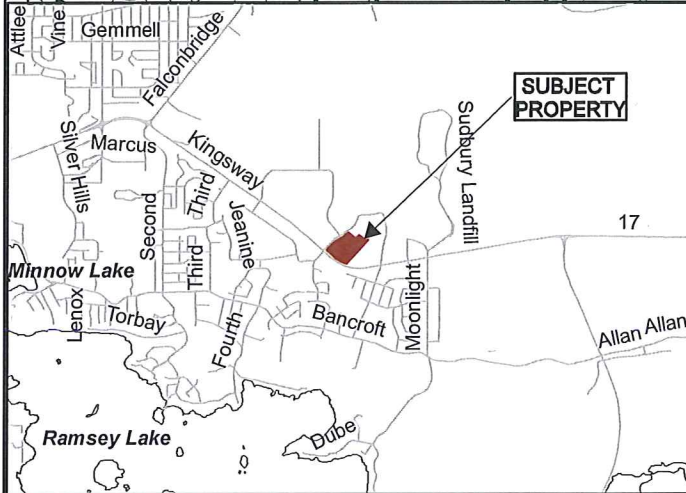 Attlee
Vine
Gemmell
Falconbridge
SUBJECT
PROPERTY
Silver Hills
Marcus
Kingsway
Sudbury Landfill
Second
Third
Third
Jeanine
17
Minnow Lake
Lenox
Torbay
Fourth
Bancroft
Moonlight
Allan Allan
Ramsey Lake
Dube